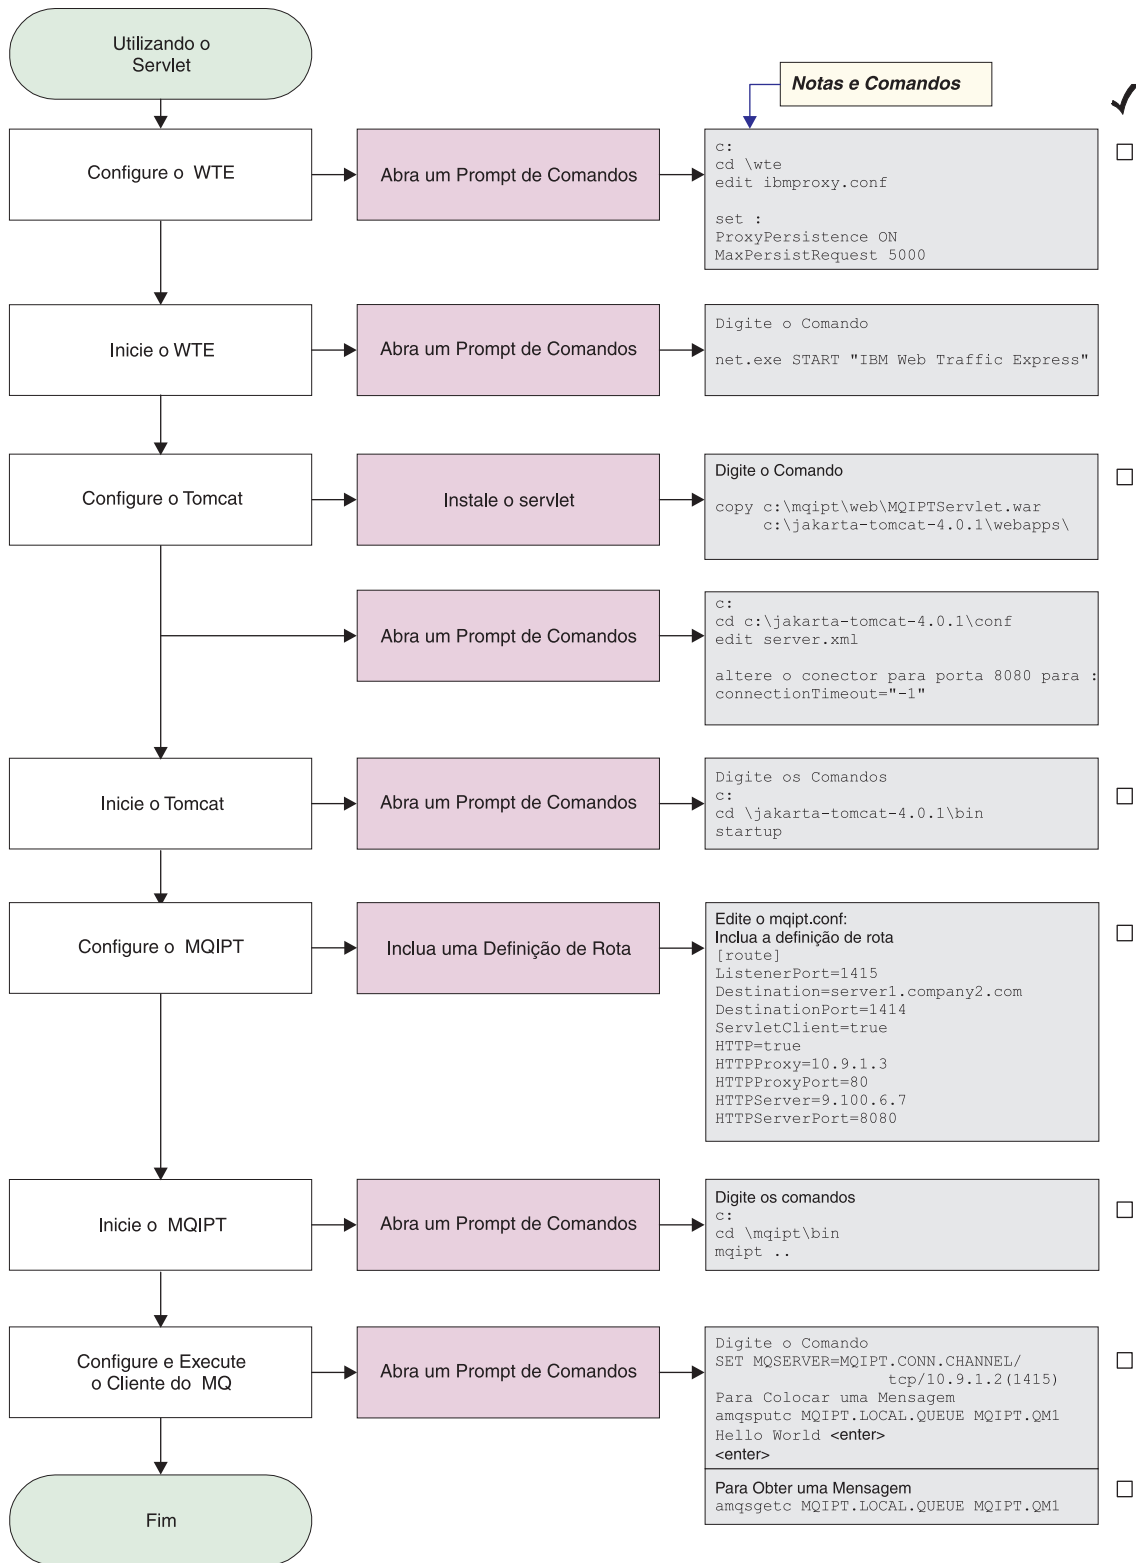 Utilizando o
Servlet
Notas e Comandos
Configure o WTE
Abra um Prompt de Comandos
c:
cd \wte
edit ibmproxy.conf
set :
ProxyPersistence ON
MaxPersistRequest 5000
Inicie o WTE
Abra um Prompt de Comandos
Digite o Comando
net.exe START "IBM Web Traffic Express"
Configure o Tomcat
Instale o servlet
Digite o Comando
copy c:\mqipt\web\MQIPTServlet.war
c:\jakarta-tomcat-4.0.1\webapps\
Abra um Prompt de Comandos
c:
cd c:\jakarta-tomcat-4.0.1\conf
edit server.xml
altere o conector para porta 8080 para :
connectionTimeout="-1"
Inicie o Tomcat
Abra um Prompt de Comandos
Digite os Comandos
c:
cd \jakarta-tomcat-4.0.1\bin
startup
Configure o MQIPT
Inclua uma Definição de Rota
Edite o mqipt.conf:
Inclua a definição de rota
[route]
ListenerPort=1415
Destination=server1.company2.com
DestinationPort=1414
ServletClient=true
HTTP=true
HTTPProxy=10.9.1.3
HTTPProxyPort=80
HTTPServer=9.100.6.7
HTTPServerPort=8080
Inicie o MQIPT
Abra um Prompt de Comandos
Digite os comandos
c:
cd \mqipt\bin
mqipt ..
Configure e Execute
o Cliente do MQ
Abra um Prompt de Comandos
Digite o Comando
SET MQSERVER=MQIPT.CONN.CHANNEL/
tcp/10.9.1.2(1415)
Para Colocar uma Mensagem
amqsputc MQIPT.LOCAL.QUEUE MQIPT.QM1
Hello World <enter>
<enter>
Para Obter uma Mensagem
amqsgetc MQIPT.LOCAL.QUEUE MQIPT.QM1
Fim